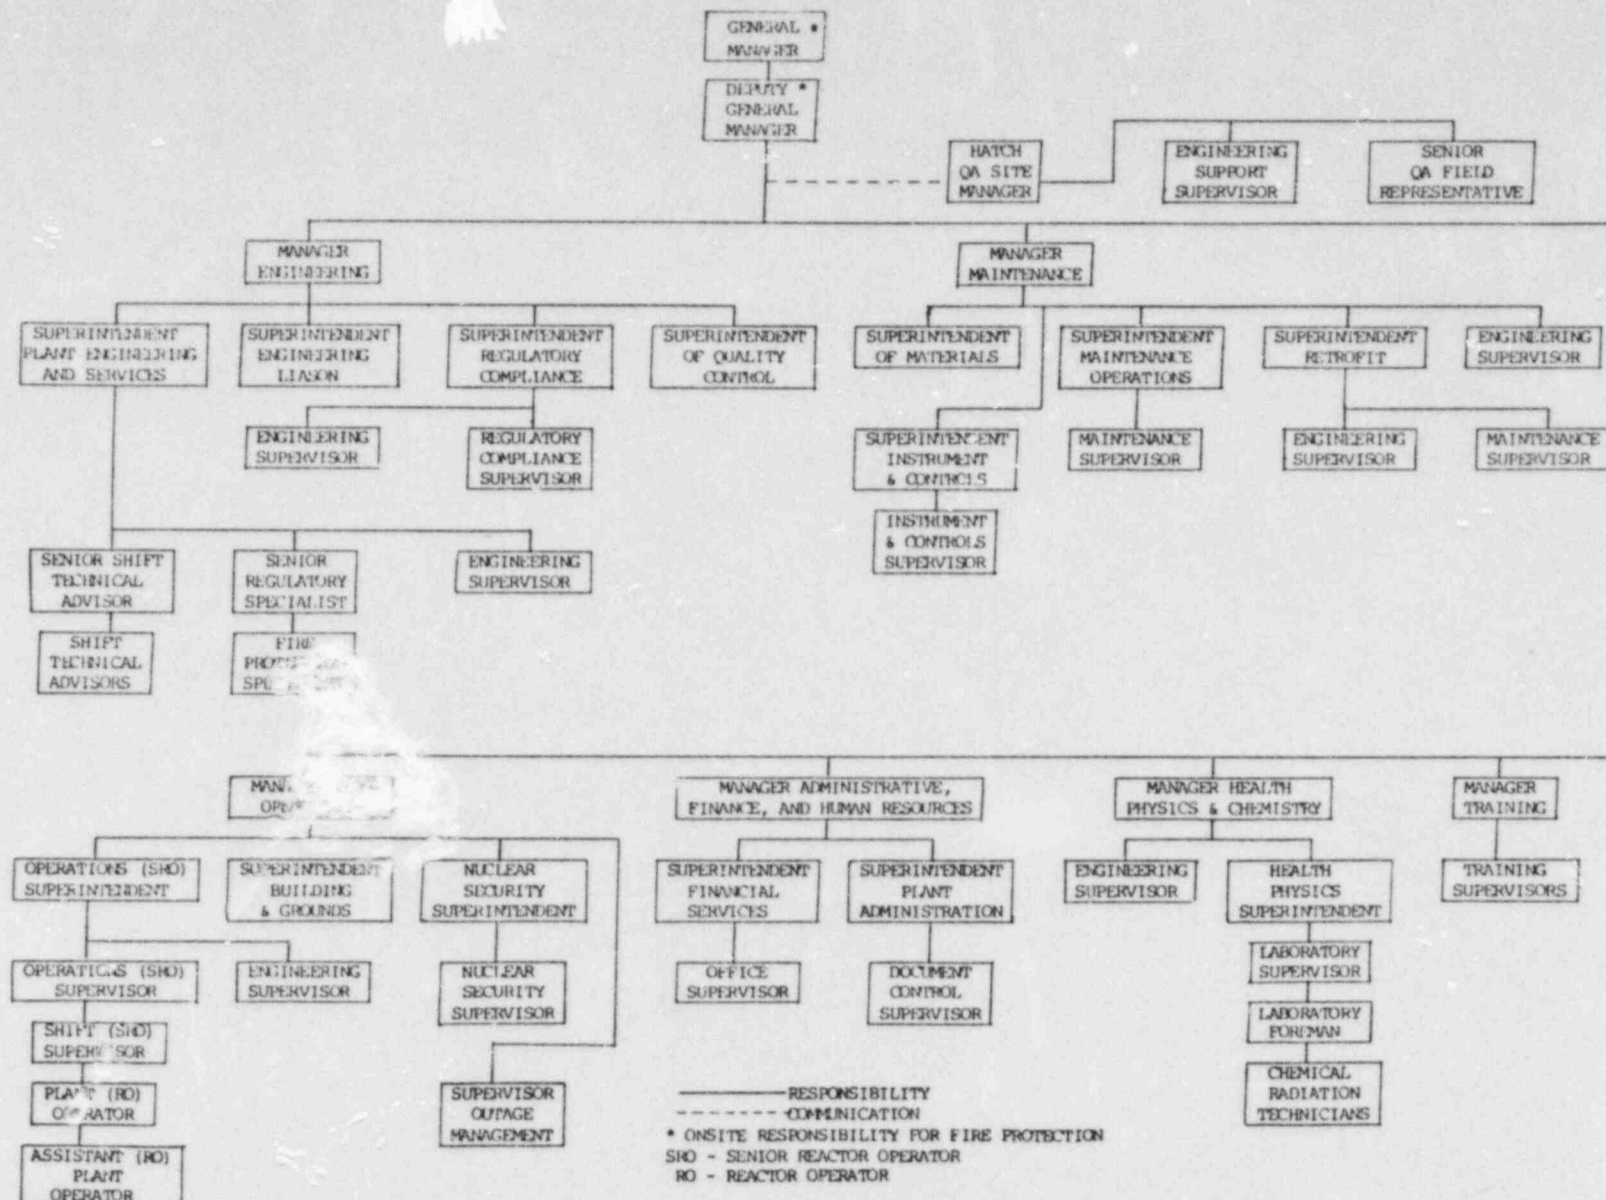 GENERAL *
MANAGER
DEPUTY *
GENERAL
MANAGER
HATCH
QA SITE
MANAGER
ENGINEERING
SUPPORT
SUPERVISOR
SENIOR
QA FIELD
REPRESENTATIVE
MANAGER
ENGINEERING
MANAGER
MAINTENANCE
SUPERINTENDENT
PLANT ENGINEERING
AND SERVICES
SUPERINTENDENT
ENGINEERING
LIASON
SUPERINTENDENT
REGULATORY
COMPLIANCE
SUPERINTENDENT
OF QUALITY
CONTROL
SUPERINTENDENT
OF MATERIALS
SUPERINTENDENT
MAINTENANCE
OPERATIONS
SUPERINTENDENT
RETROFIT
ENGINEERING
SUPERVISOR
ENGINEERING
SUPERVISOR
REGULATORY
COMPLIANCE
SUPERVISOR
SUPERINTENDENT
INSTRUMENT
& CONTROLS
MAINTENANCE
SUPERVISOR
ENGINEERING
SUPERVISOR
MAINTENANCE
SUPERVISOR
INSTRUMENT
& CONTROLS
SUPERVISOR
SENIOR SHIFT
TECHNICAL
ADVISOR
SENIOR
REGULATORY
SPECIALIST
ENGINEERING
SUPERVISOR
SHIFT
TECHNICAL
ADVISORS
FIRE
MANAGER ADMINISTRATIVE,
FINANCE, AND HUMAN RESOURCES
MANAGER HEALTH
PHYSICS & CHEMISTRY
MANAGER
TRAINING
OPERATIONS (SRO)
SUPERINTENDENT
SUPERINTENDENT
BUILDING
& GROUNDS
NUCLEAR
SECURITY
SUPERINTENDENT
SUPERINTENDENT
FINANCIAL
SERVICES
SUPERINTENDENT
PLANT
ADMINISTRATION
ENGINEERING
SUPERVISOR
HEALTH
PHYSICS
SUPERINTENDENT
TRAINING
SUPERVISORS
OPERATIONS (SRO)
SUPERVISOR
ENGINEERING
SUPERVISOR
NUCLEAR
SECURITY
SUPERVISOR
OFFICE
SUPERVISOR
DOCUMENT
CONTROL
SUPERVISOR
LABORATORY
SUPERVISOR
SHIFT (SRO)
SUPERVISOR
LABORATORY
FOREMAN
PLANT (RO)
OPERATOR
SUPERVISOR
OUTAGE
MANAGEMENT
CHEMICAL
RADIATION
TECHNICIANS
ASSISTANT (RO)
PLANT
OPERATOR
RESPONSIBILITY
COMMUNICATION
* ONSITE RESPONSIBILITY FOR FIRE PROTECTION
SRO - SENIOR REACTOR OPERATOR
RO - REACTOR OPERATOR